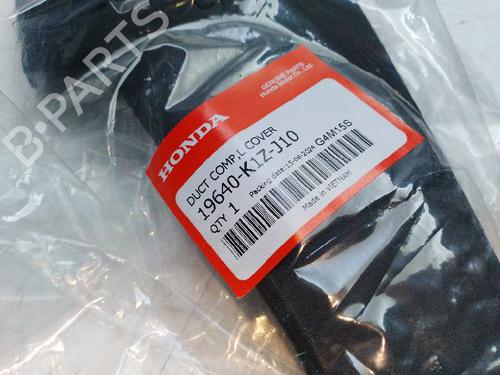 HONDA
GENUINE PARTS
Honda Motor Co., Ltd.
DUCT COMP,L COVER
19640-K1Z-J10
QTY 1
Packing date:15-08-2024 G4M15S
Made in VIETNAM
B-PARTS